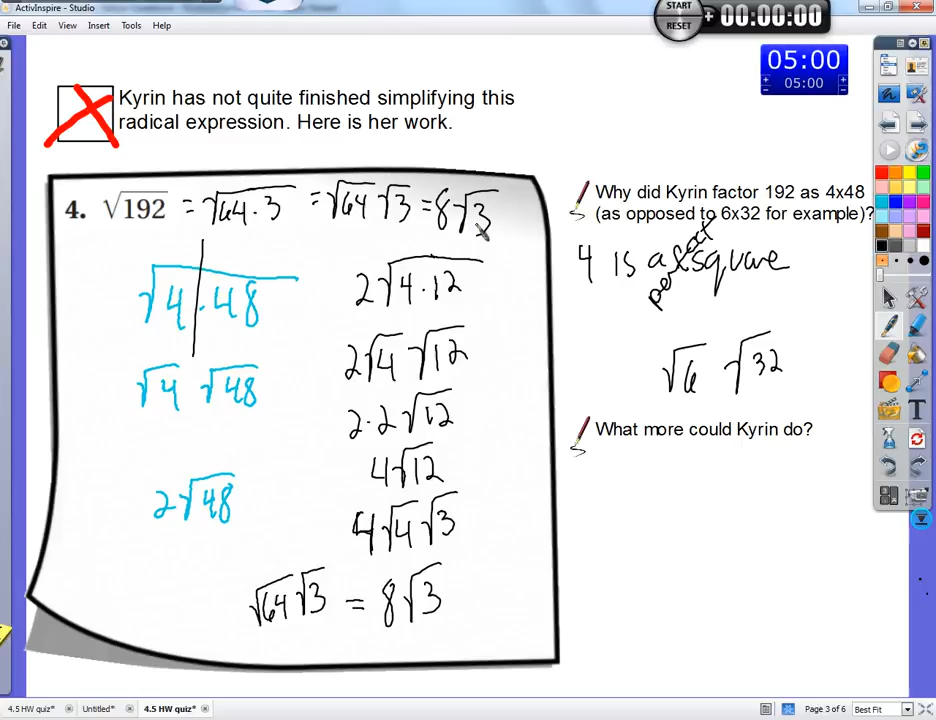 ActivInspire - Studio
START
RESET
+ 00:00:00
File Edit View Insert Tools Help
05:00
05:00
Kyrin has not quite finished simplifying this
radical expression. Here is her work.
4. √192 = √64·3 = √64 √3 = 8√3
√4·48
√4 √48
2√48
2√4·12
2√4 √12
2·2√12
4√12
4√4 √3
√64 √3 = 8√3
Why did Kyrin factor 192 as 4x48
(as opposed to 6x32 for example)?
4 is a perfect square
√6 √32
What more could Kyrin do?
4.5 HW quiz* Untitled* 4.5 HW quiz* Page 3 of 6 Best Fit